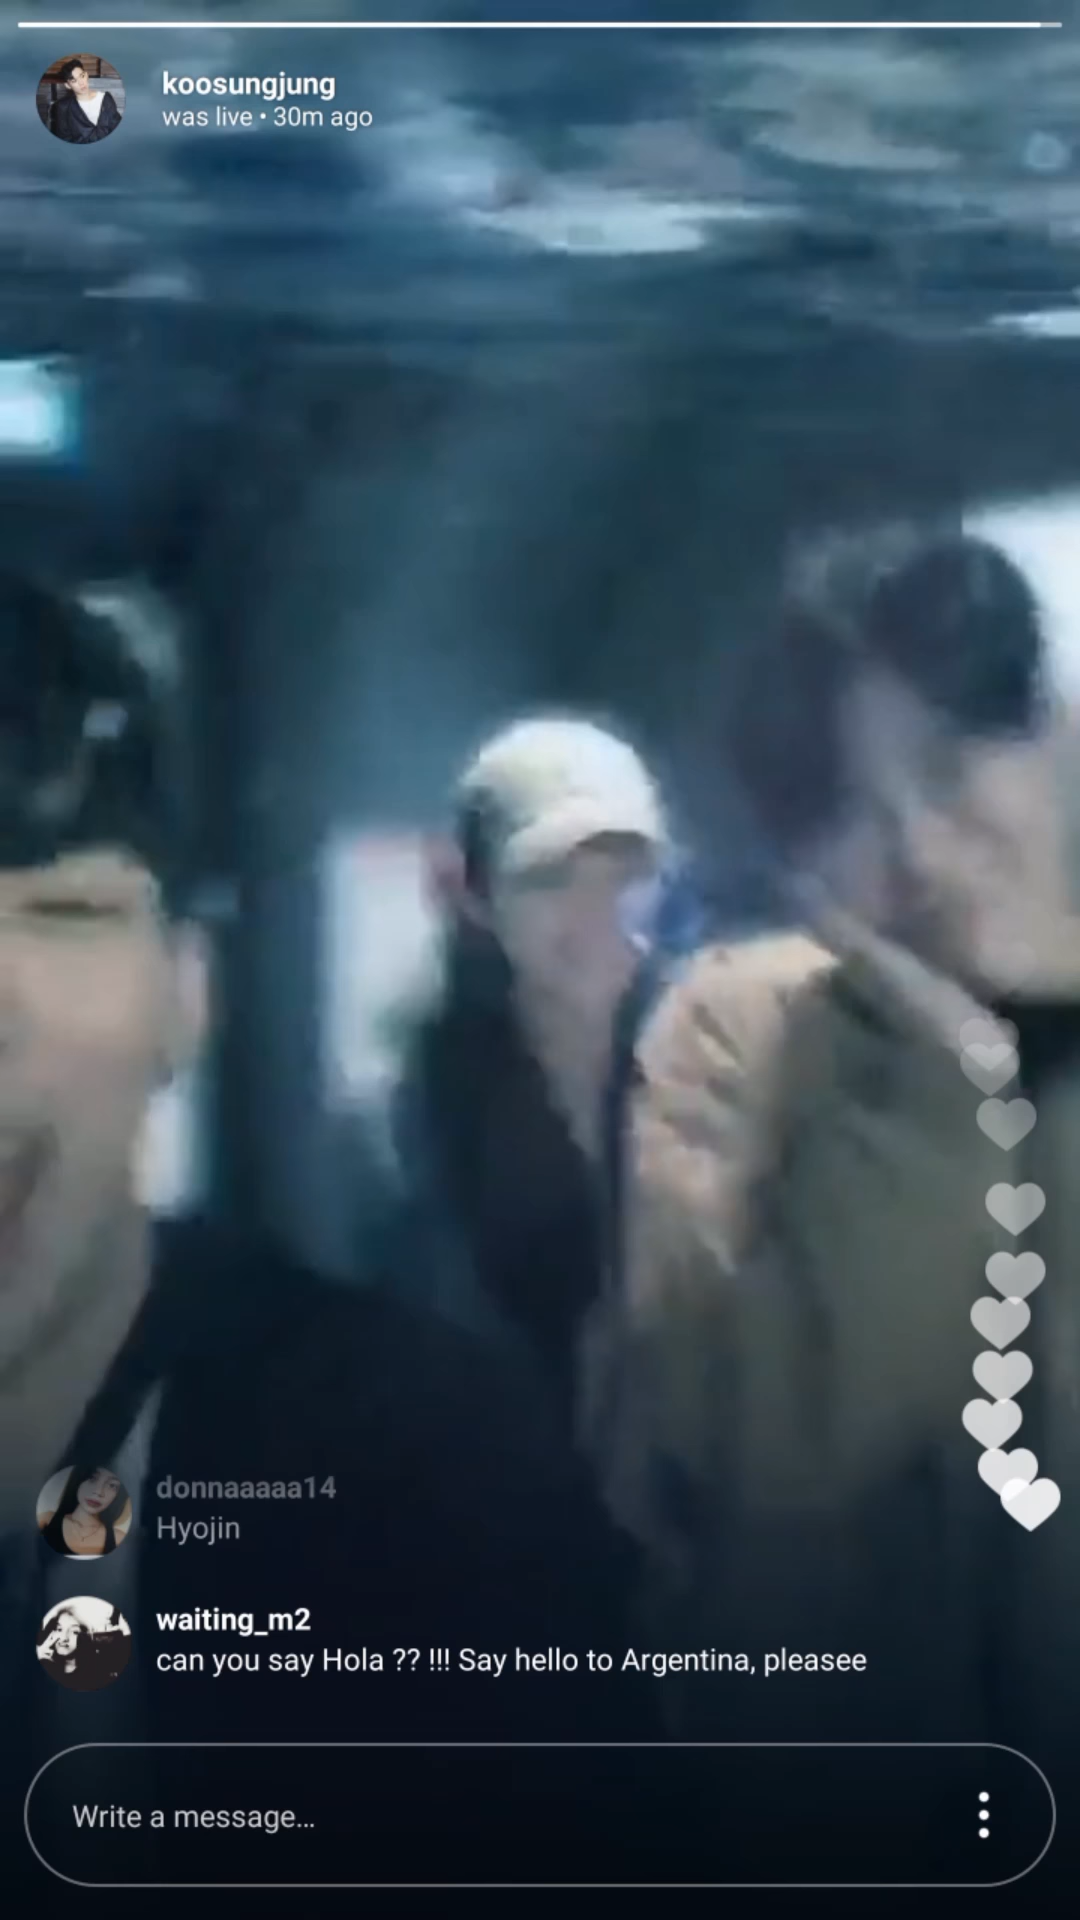 koosungjung
was live • 30m ago
donnaaaaa14
Hyojin
waiting_m2
can you say Hola ?? !!! Say hello to Argentina, pleasee
Write a message...